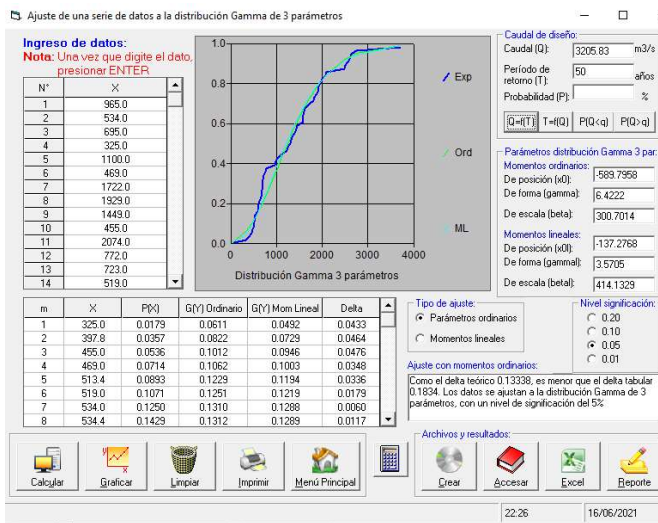 Ajuste de una serie de datos a la distribución Gamma de 3 parámetros
Ingreso de datos:
Nota: Una vez que digite el dato,
presionar ENTER
N° X
1 965.0
2 534.0
3 695.0
4 325.0
5 1100.0
6 469.0
7 1722.0
8 1929.0
9 1449.0
10 455.0
11 2074.0
12 772.0
13 723.0
14 519.0
1.0
0.8
0.6
0.4
0.2
0.0
0 1000 2000 3000 4000
Distribución Gamma 3 parámetros
Exp
Ord
ML
Caudal de diseño:
Caudal (Q): 3205.83 m3/s
Período de
retorno (T): 50 años
Probabilidad (P): %
Q=f(T) T=f(Q) P(Q<q) P(Q>q)
Parámetros distribución Gamma 3 par:
Momentos ordinarios:
De posición (x0): -589.7958
De forma (gamma): 6.4222
De escala (beta): 300.7014
Momentos lineales:
De posición (x0l): -137.2768
De forma (gammal): 3.5705
De escala (betal): 414.1329
m X P(X) G(Y) Ordinario G(Y) Mom Lineal Delta
1 325.0 0.0179 0.0611 0.0492 0.0433
2 397.8 0.0357 0.0822 0.0729 0.0464
3 455.0 0.0536 0.1012 0.0946 0.0476
4 469.0 0.0714 0.1062 0.1003 0.0348
5 513.4 0.0893 0.1229 0.1194 0.0336
6 519.0 0.1071 0.1251 0.1219 0.0179
7 534.0 0.1250 0.1310 0.1288 0.0060
8 534.4 0.1429 0.1312 0.1289 0.0117
Tipo de ajuste:
Parámetros ordinarios
Momentos lineales
Nivel significación:
0.20
0.10
0.05
0.01
Ajuste con momentos ordinarios:
Como el delta teórico 0.13338, es menor que el delta tabular
0.1834. Los datos se ajustan a la distribución Gamma de 3
parámetros, con un nivel de significación del 5%
Calcular Graficar Limpiar Imprimir Menú Principal
Archivos y resultados:
Crear Accesar Excel Reporte
22:26 16/06/2021